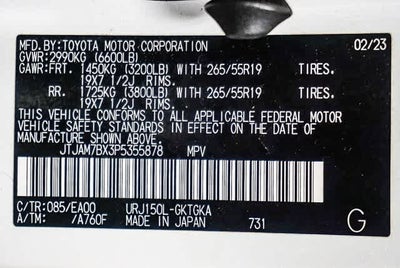 MFD.BY:TOYOTA MOTOR CORPORATION 02/23
GVWR:2990KG (6600LB)
GAWR:FRT. 1450KG (3200LB) WITH 265/55R19 TIRES.
19X7 1/2J RIMS.
RR. 1725KG (3800LB) WITH 265/55R19 TIRES.
19X7 1/2J RIMS.
THIS VEHICLE CONFORMS TO ALL APPLICABLE FEDERAL MOTOR
VEHICLE SAFETY STANDARDS IN EFFECT ON THE DATE OF
MANUFACTURE SHOWN ABOVE.
JTJAM7BX3P5355878 MPV
C/TR:085/EA00 URJ150L-GKTGKA
A/TM: /A760F MADE IN JAPAN 731 G